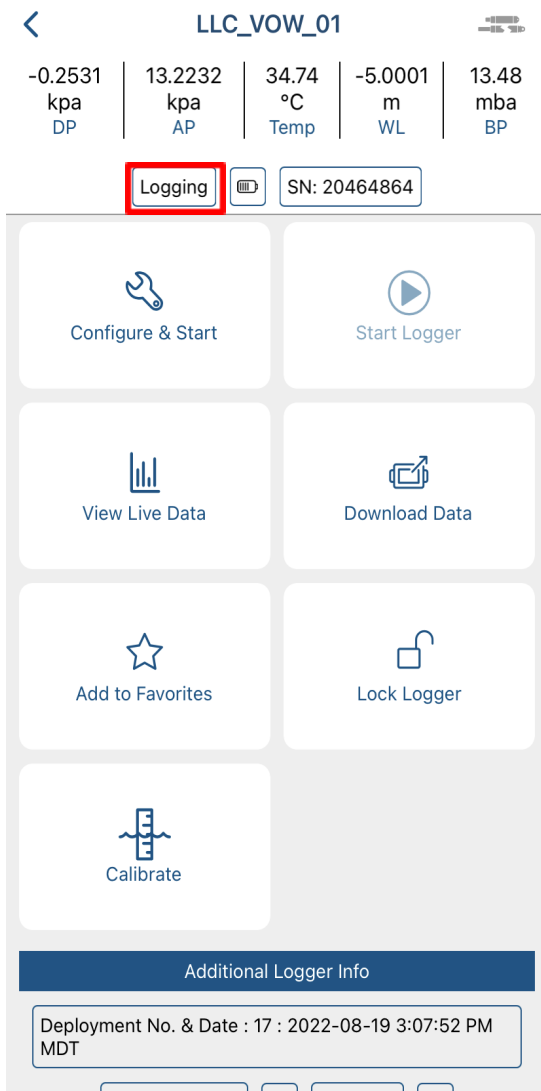 LLC_VOW_01
-0.2531 13.2232 34.74 -5.0001 13.48
kpa kpa °C m mba
DP AP Temp WL BP
Logging SN: 20464864
Configure & Start Start Logger
View Live Data Download Data
Add to Favorites Lock Logger
Calibrate
Additional Logger Info
Deployment No. & Date : 17 : 2022-08-19 3:07:52 PM
MDT